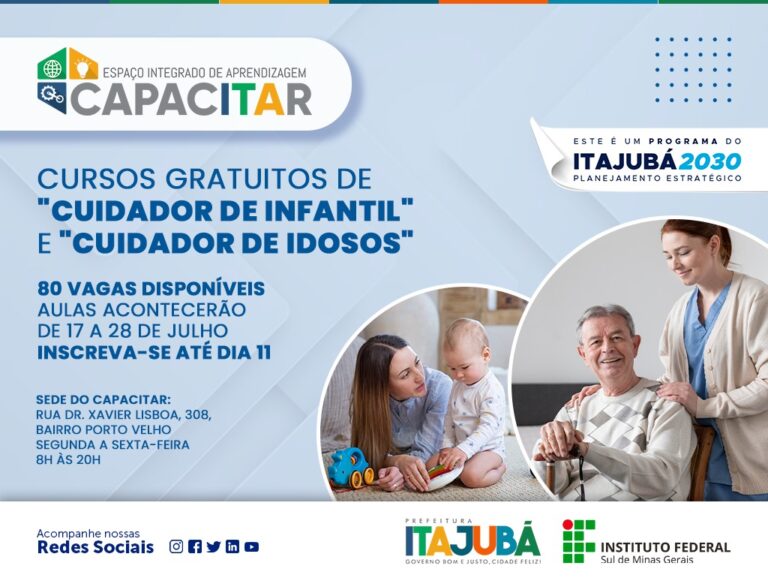 ESPAÇO INTEGRADO DE APRENDIZAGEM
CAPACITAR
ESTE É UM PROGRAMA DO
ITAJUBÁ 2030
PLANEJAMENTO ESTRATÉGICO
CURSOS GRATUITOS DE
"CUIDADOR DE INFANTIL"
E "CUIDADOR DE IDOSOS"
80 VAGAS DISPONÍVEIS
AULAS ACONTECERÃO
DE 17 A 28 DE JULHO
INSCREVA-SE ATÉ DIA 11
SEDE DO CAPACITAR:
RUA DR. XAVIER LISBOA, 308,
BAIRRO PORTO VELHO
SEGUNDA A SEXTA-FEIRA
8H ÀS 20H
Acompanhe nossas
Redes Sociais
PREFEITURA
ITAJUBÁ
GOVERNO BOM E JUSTO, CIDADE FELIZ!
INSTITUTO FEDERAL
Sul de Minas Gerais